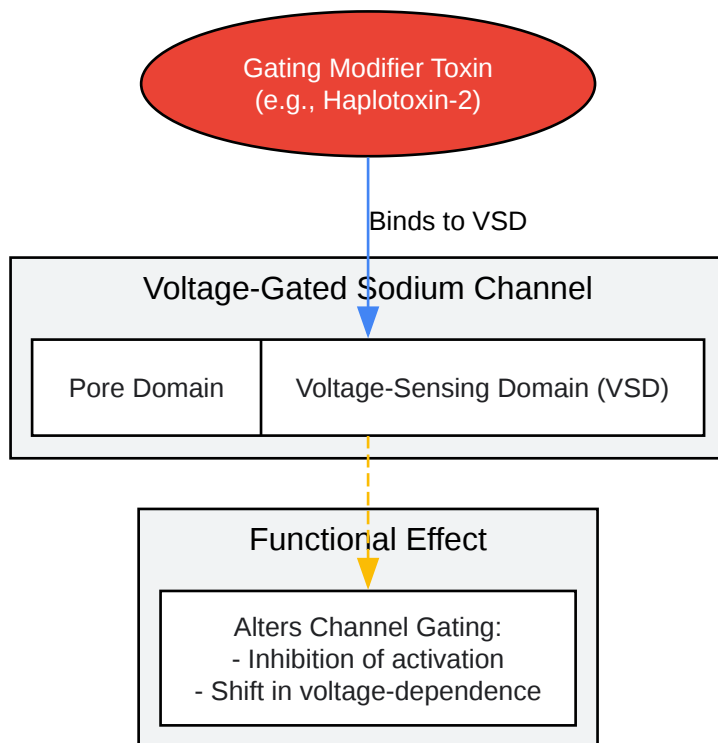 Gating Modifier Toxin
(e.g., Haplotoxin-2)
Binds to VSD
Voltage-Gated Sodium Channel
Pore Domain
Voltage-Sensing Domain (VSD)
Functional Effect
Alters Channel Gating:
- Inhibition of activation
- Shift in voltage-dependence